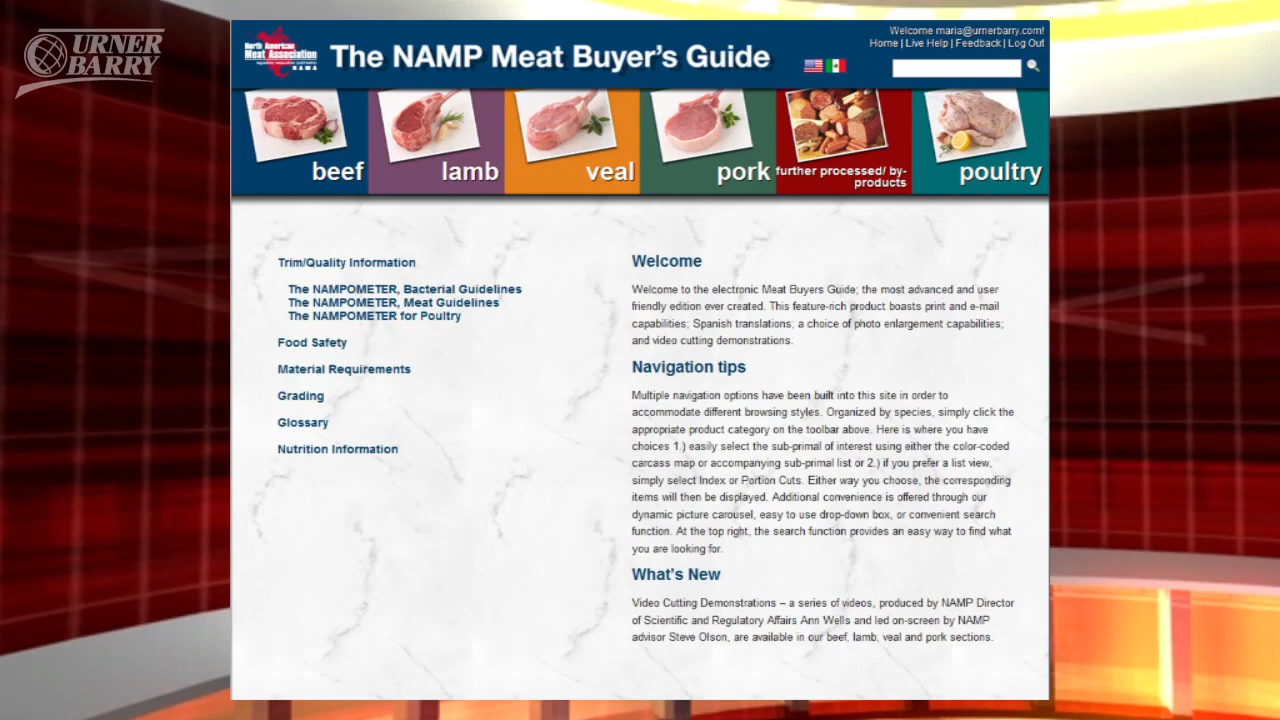 URNER
BARRY
North American
Meat Association
NAMA
The NAMP Meat Buyer's Guide
Welcome maria@urnerbarry.com!
Home | Live Help | Feedback | Log Out
beef
lamb
veal
pork
further processed/ by-
products
poultry
Trim/Quality Information
The NAMPOMETER, Bacterial Guidelines
The NAMPOMETER, Meat Guidelines
The NAMPOMETER for Poultry
Food Safety
Material Requirements
Grading
Glossary
Nutrition Information
Welcome
Welcome to the electronic Meat Buyers Guide; the most advanced and user
friendly edition ever created. This feature-rich product boasts print and e-mail
capabilities; Spanish translations; a choice of photo enlargement capabilities;
and video cutting demonstrations.
Navigation tips
Multiple navigation options have been built into this site in order to
accommodate different browsing styles. Organized by species, simply click the
appropriate product category on the toolbar above. Here is where you have
choices 1.) easily select the sub-primal of interest using either the color-coded
carcass map or accompanying sub-primal list or 2.) if you prefer a list view,
simply select Index or Portion Cuts. Either way you choose, the corresponding
items will then be displayed. Additional convenience is offered through our
dynamic picture carousel, easy to use drop-down box, or convenient search
function. At the top right, the search function provides an easy way to find what
you are looking for.
What's New
Video Cutting Demonstrations – a series of videos, produced by NAMP Director
of Scientific and Regulatory Affairs Ann Wells and led on-screen by NAMP
advisor Steve Olson, are available in our beef, lamb, veal and pork sections.